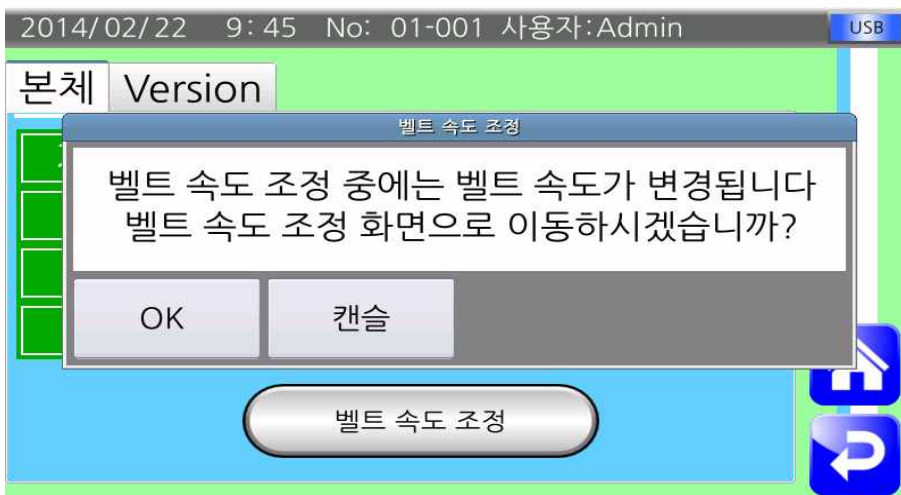 2014/02/22 9:45 No: 01-001 사용자:Admin USB
본체 Version
벨트 속도 조정
벨트 속도 조정 중에는 벨트 속도가 변경됩니다
벨트 속도 조정 화면으로 이동하시겠습니까?
OK 캔슬
벨트 속도 조정